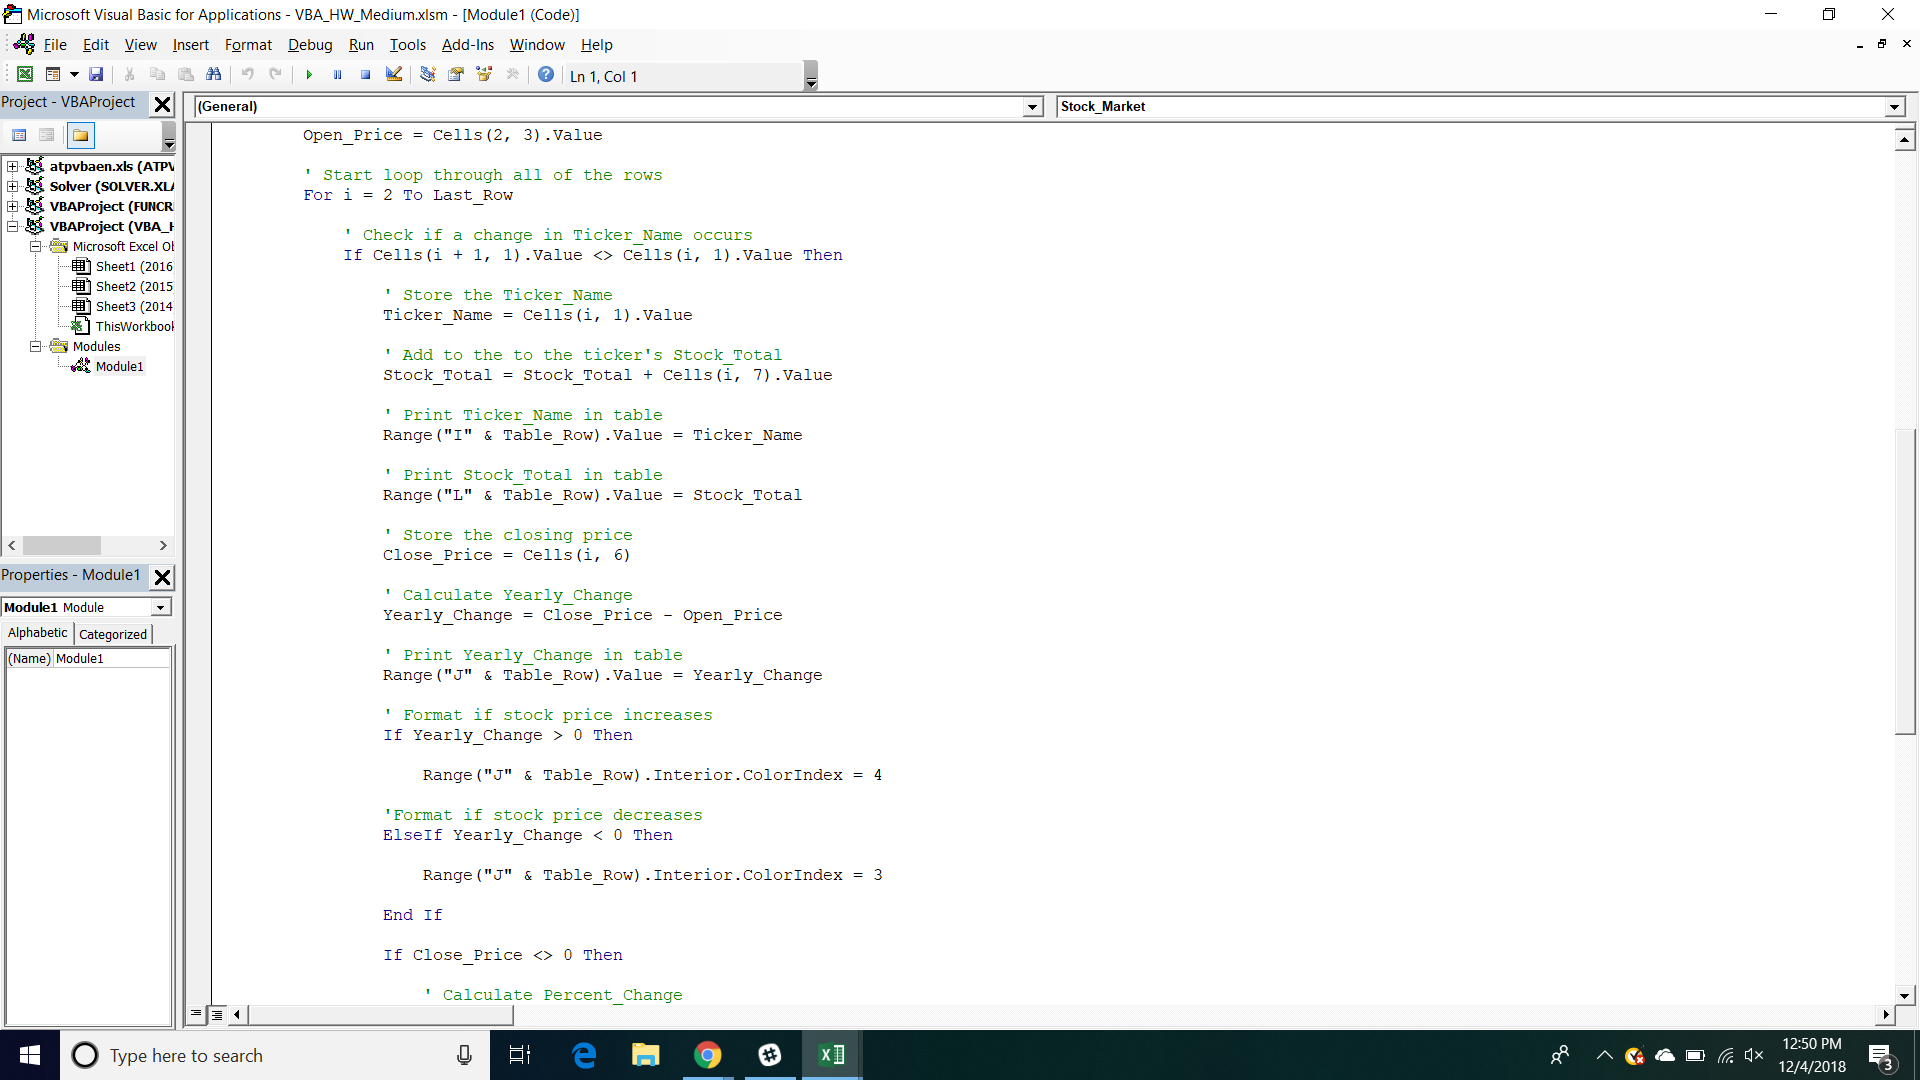 Microsoft Visual Basic for Applications - VBA_HW_Medium.xlsm - [Module1 (Code)]
File Edit View Insert Format Debug Run Tools Add-Ins Window Help
Ln 1, Col 1
Project - VBAProject
(General)
Stock_Market
atpvbaen.xls (ATPV
Solver (SOLVER.XLA
VBAProject (FUNCR
VBAProject (VBA_H
Microsoft Excel Ob
Sheet1 (2016
Sheet2 (2015
Sheet3 (2014
ThisWorkbook
Modules
Module1
Properties - Module1
Module1 Module
Alphabetic Categorized
(Name) Module1
Open_Price = Cells(2, 3).Value
' Start loop through all of the rows
For i = 2 To Last_Row
' Check if a change in Ticker_Name occurs
If Cells(i + 1, 1).Value <> Cells(i, 1).Value Then
' Store the Ticker_Name
Ticker_Name = Cells(i, 1).Value
' Add to the to the ticker's Stock_Total
Stock_Total = Stock_Total + Cells(i, 7).Value
' Print Ticker_Name in table
Range("I" & Table_Row).Value = Ticker_Name
' Print Stock_Total in table
Range("L" & Table_Row).Value = Stock_Total
' Store the closing price
Close_Price = Cells(i, 6)
' Calculate Yearly_Change
Yearly_Change = Close_Price - Open_Price
' Print Yearly_Change in table
Range("J" & Table_Row).Value = Yearly_Change
' Format if stock price increases
If Yearly_Change > 0 Then
Range("J" & Table_Row).Interior.ColorIndex = 4
'Format if stock price decreases
ElseIf Yearly_Change < 0 Then
Range("J" & Table_Row).Interior.ColorIndex = 3
End If
If Close_Price <> 0 Then
' Calculate Percent_Change
Type here to search
12:50 PM
12/4/2018
3